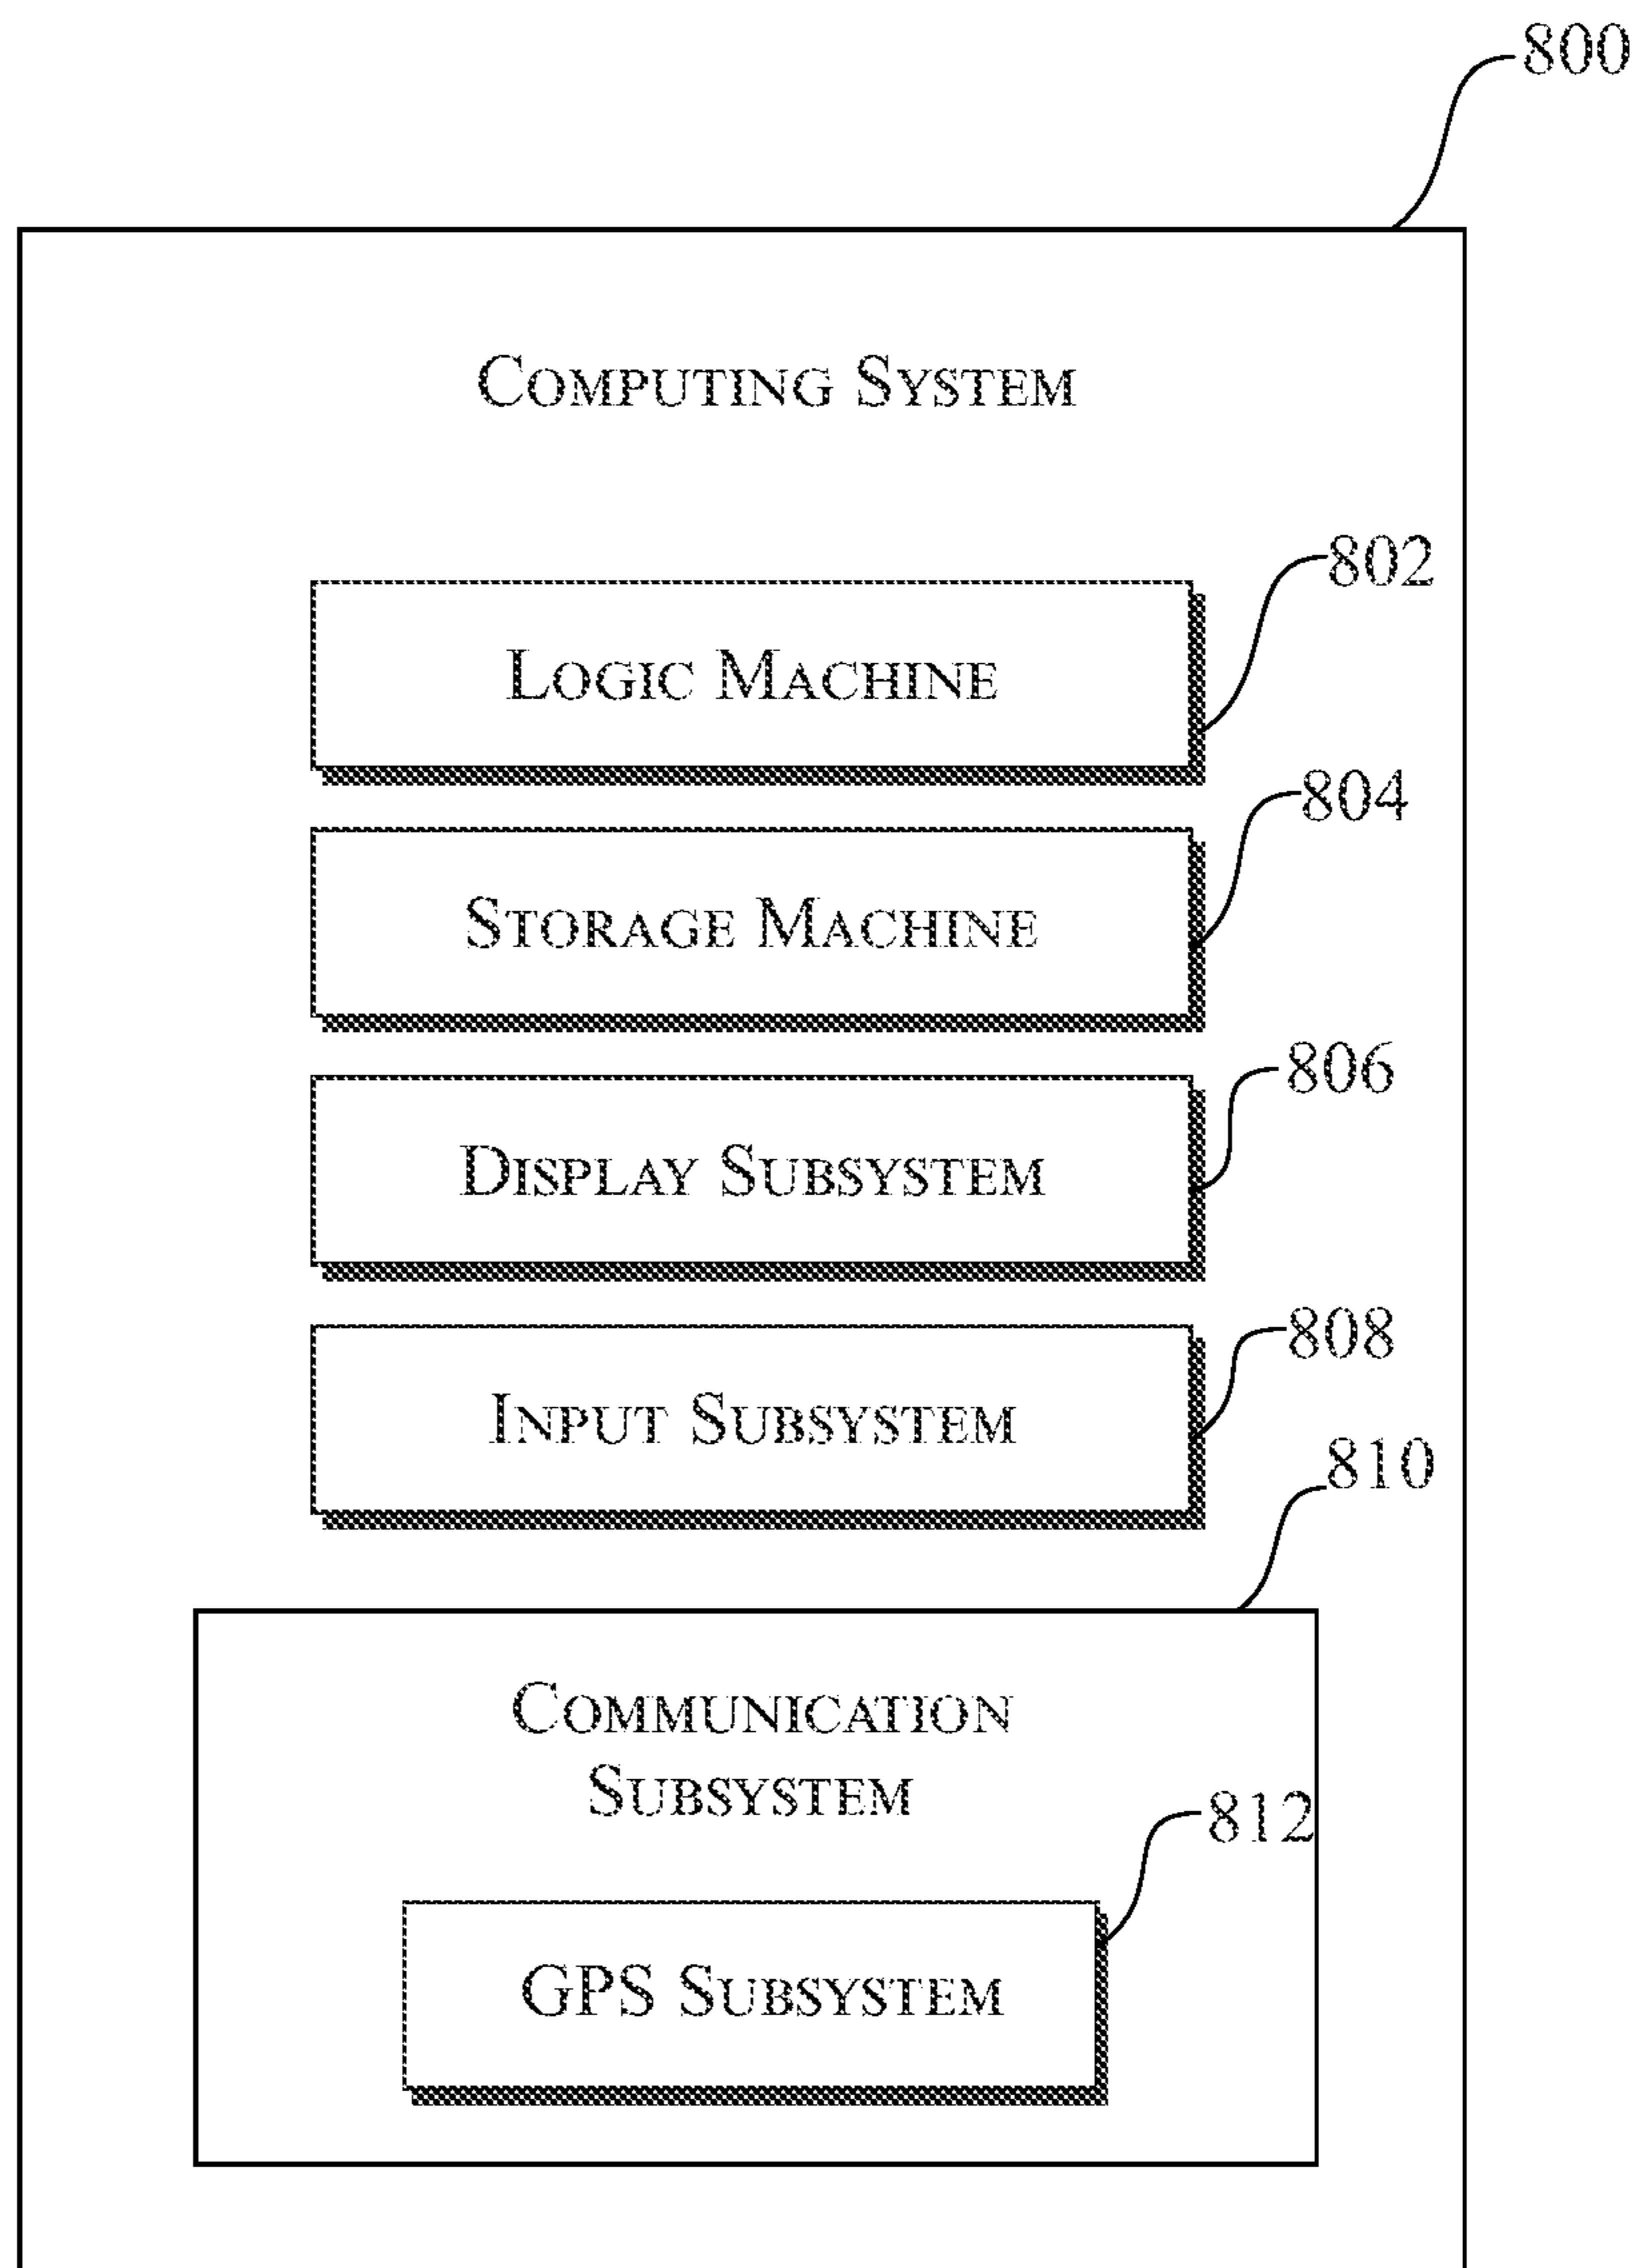 800
COMPUTING SYSTEM
802
LOGIC MACHINE
804
STORAGE MACHINE
806
DISPLAY SUBSYSTEM
808
INPUT SUBSYSTEM
810
COMMUNICATION
SUBSYSTEM
812
GPS SUBSYSTEM